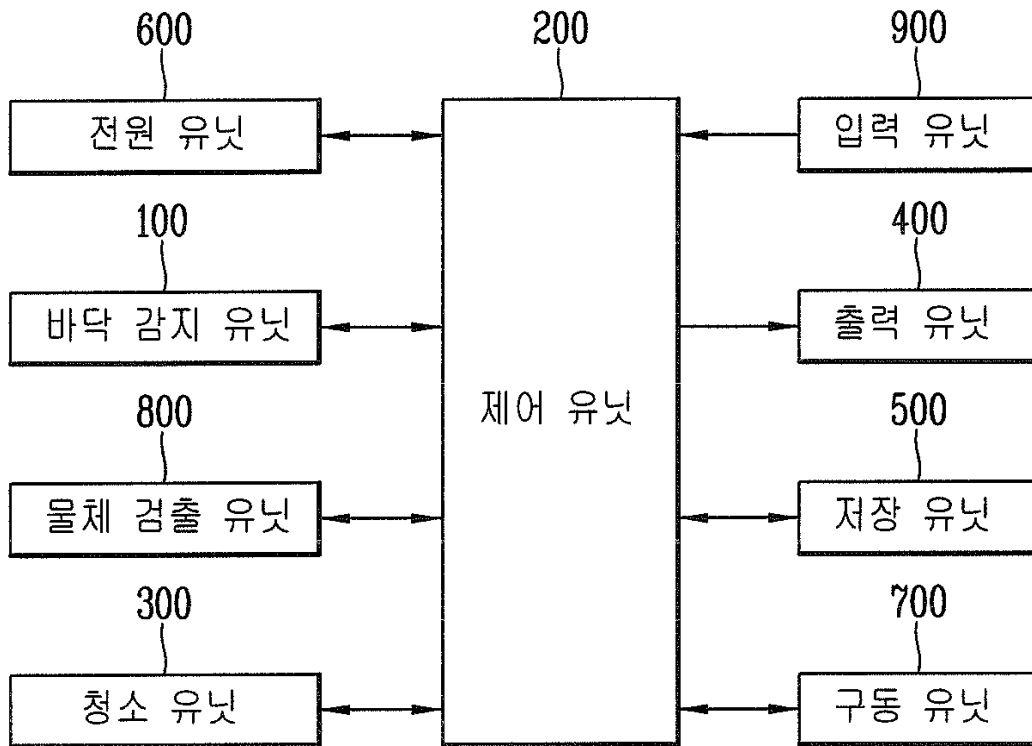 600
200
900
전원 유닛
입력 유닛
100
400
바닥 감지 유닛
출력 유닛
제어 유닛
800
500
물체 검출 유닛
저장 유닛
300
700
청소 유닛
구동 유닛